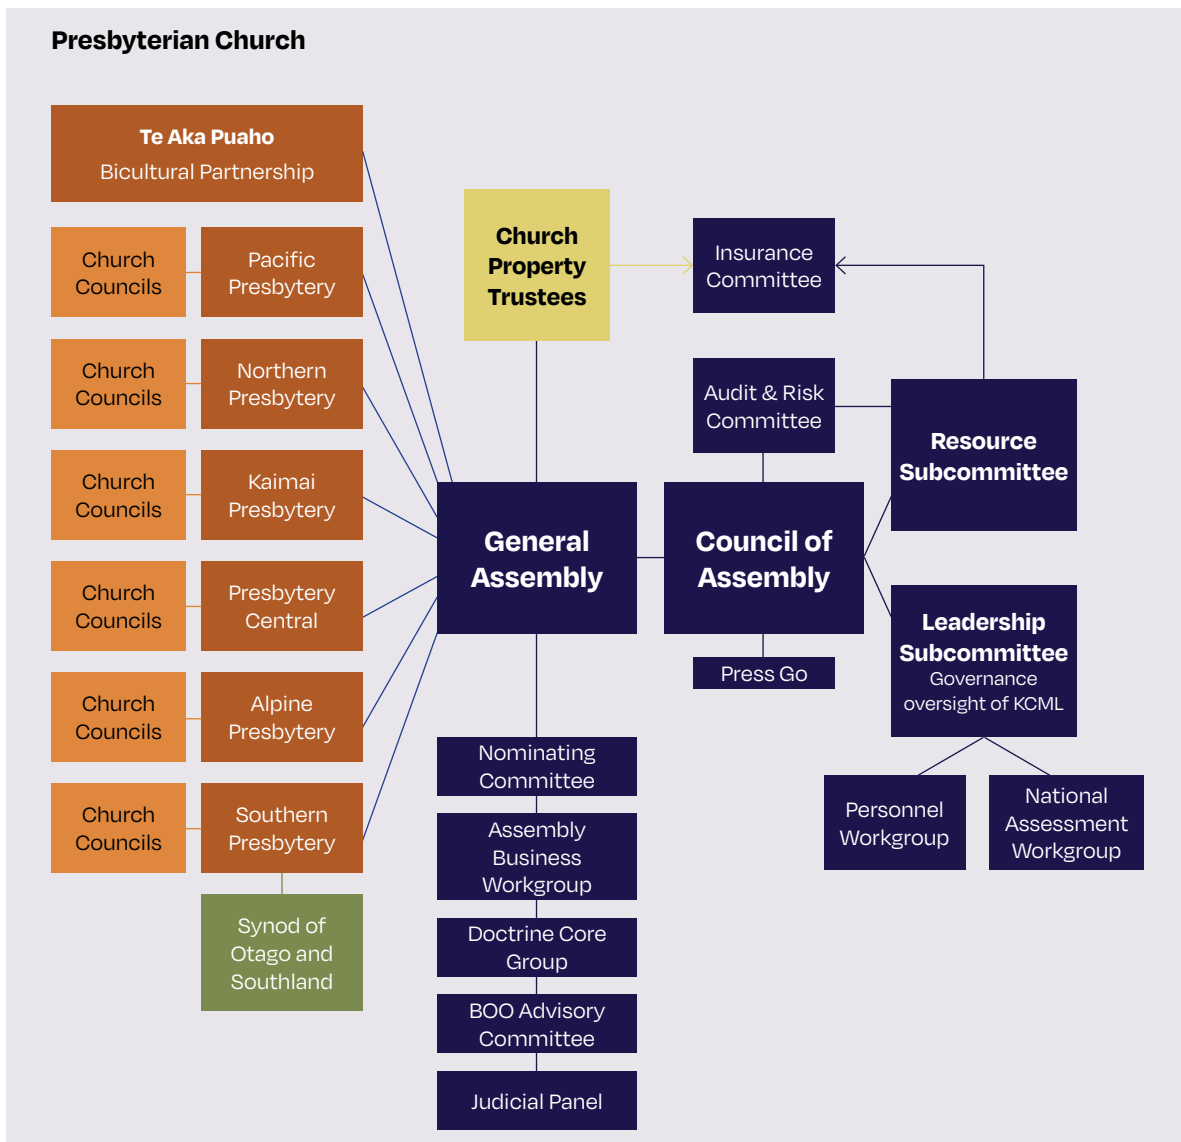 Presbyterian Church
Te Aka Puaho
Bicultural Partnership
Church
Councils
Pacific
Presbytery
Church
Councils
Northern
Presbytery
Church
Councils
Kaimai
Presbytery
Church
Councils
Presbytery
Central
Church
Councils
Alpine
Presbytery
Church
Councils
Southern
Presbytery
Synod of
Otago and
Southland
Church
Property
Trustees
General
Assembly
Nominating
Committee
Assembly
Business
Workgroup
Doctrine Core
Group
BOO Advisory
Committee
Judicial Panel
Insurance
Committee
Audit & Risk
Committee
Council of
Assembly
Press Go
Resource
Subcommittee
Leadership
Subcommittee
Governance
oversight of KCML
Personnel
Workgroup
National
Assessment
Workgroup